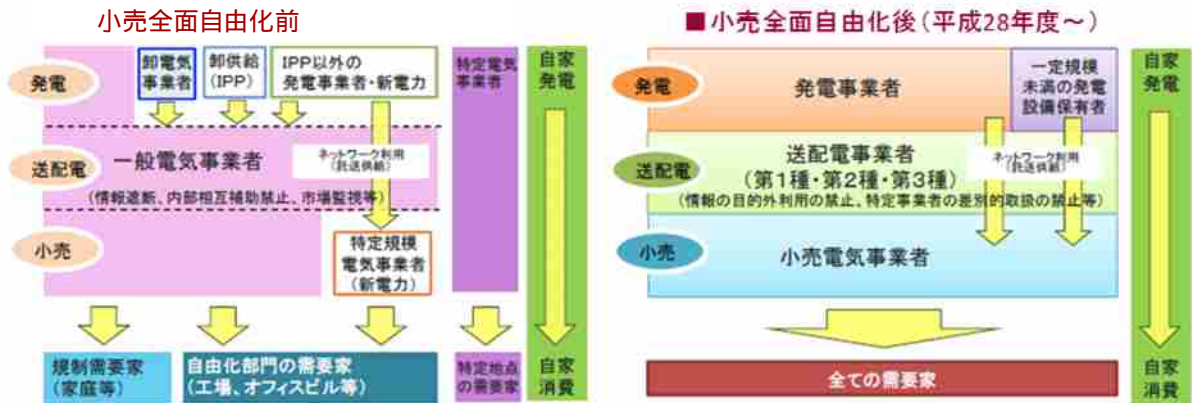 小売全面自由化前
卸電気
事業者
卸供給
(IPP)
IPP以外の
発電事業者・新電力
特定電気
事業者
自家
発電
発電
送配電
一般電気事業者
ネットワーク利用
(託送供給)
(情報遮断、内部相互補助禁止、市場監視等)
小売
特定規模
電気事業者
(新電力)
規制需要家
(家庭等)
自由化部門の需要家
(工場、オフィスビル等)
特定地点
の需要家
自家
消費
■小売全面自由化後(平成28年度~)
発電
発電事業者
一定規模
未満の発電
設備保有者
自家
発電
送配電
送配電事業者
(第1種・第2種・第3種)
ネットワーク利用
(託送供給)
(情報の目的外利用の禁止、特定事業者の差別的取扱の禁止等)
小売
小売電気事業者
全ての需要家
自家
消費